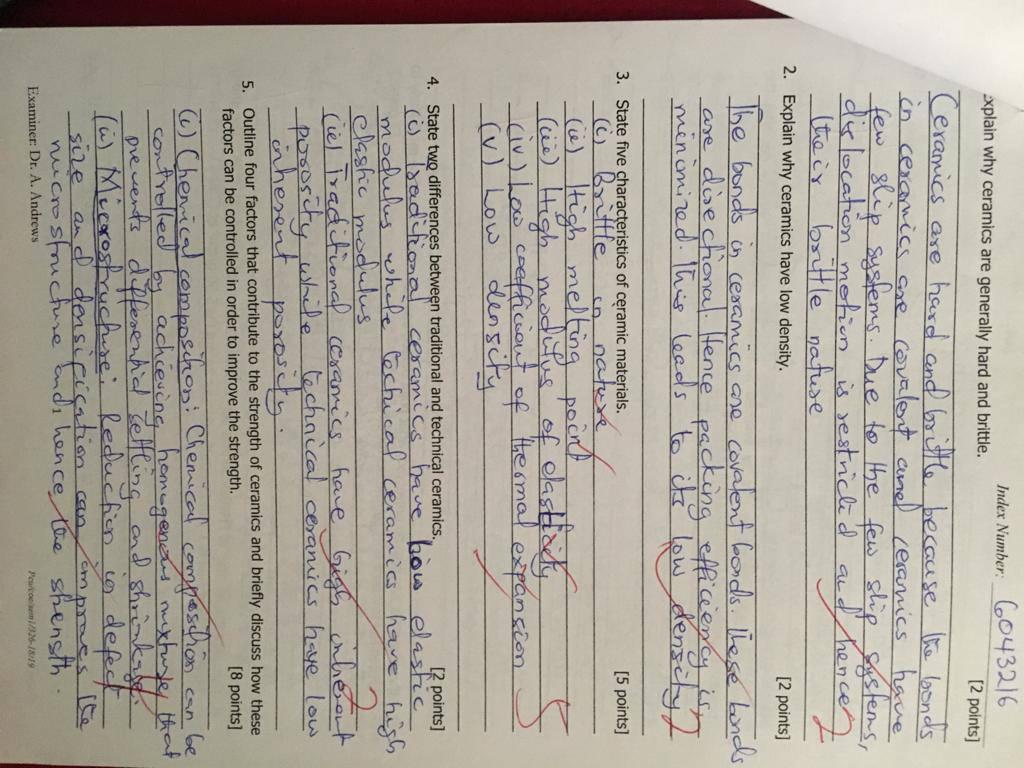 Index Number: 6043216
xplain why ceramics are generally hard and brittle. [2 points]
Ceramics are hard and brittle because the bonds
in ceramics are covalent and ceramics have
few slip systems. Due to the few slip systems,
dislocation motion is restricted and hence
their brittle nature
2
2. Explain why ceramics have low density. [2 points]
The bonds in ceramics are covalent bonds. These bonds
are directional. Hence packing efficiency is
minimized. This leads to its low density
2
3. State five characteristics of ceramic materials. [5 points]
(i) brittle in nature
(ii) High melting point
(iii) High modulus of elasticity
(iv) Low coefficient of thermal expansion
(v) Low density
5
4. State two differences between traditional and technical ceramics. [2 points]
(i) traditional ceramics have low elastic
modulus while techical ceramics have high
elastic modulus
(ii) Traditional ceramics have high inherent
porosity while technical ceramics have low
inherent porosity.
2
5. Outline four factors that contribute to the strength of ceramics and briefly discuss how these
factors can be controlled in order to improve the strength. [8 points]
(i) Chemical composition: Chemical composition can be
controlled by achieving homogenous mixture that
prevents differential settling and shrinkage
(ii) Microstructure: Reduction in defect
size and densification can improves the
microstructure and hence the strength.
Examiner: Dr. A. Andrews